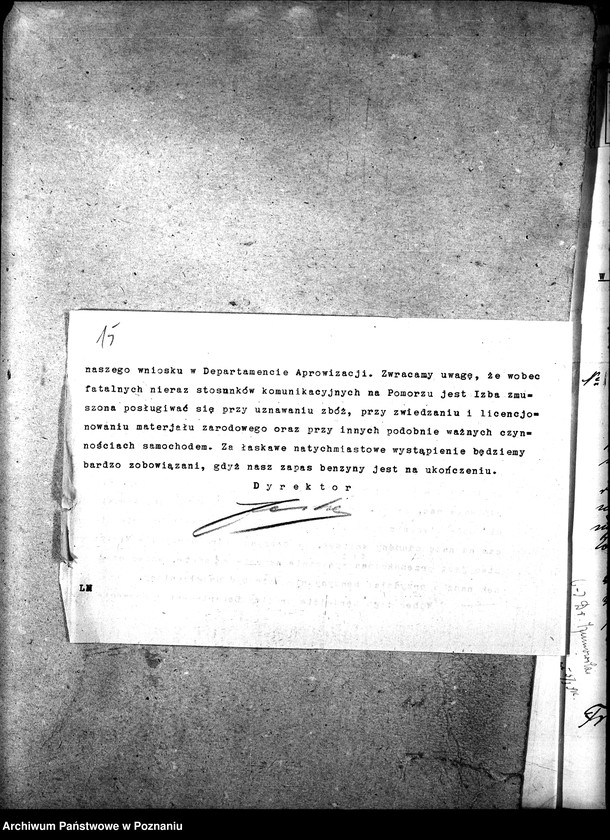 15
naszego wniosku w Departamencie Aprowizacji. Zwracamy uwagę, że wobec
fatalnych nieraz stosunków komunikacyjnych na Pomorzu jest Izba zmu-
szona posługiwać się przy uznawaniu zbóż, przy zwiedzaniu i licencjo-
nowaniu materjału zarodowego oraz przy innych podobnie ważnych czyn-
nościach samochodem. Za łaskawe natychmiastowe wystąpienie będziemy
bardzo zobowiązani, gdyż nasz zapas benzyny jest na ukończeniu.
Dyrektor
LM
Archiwum Państwowe w Poznaniu